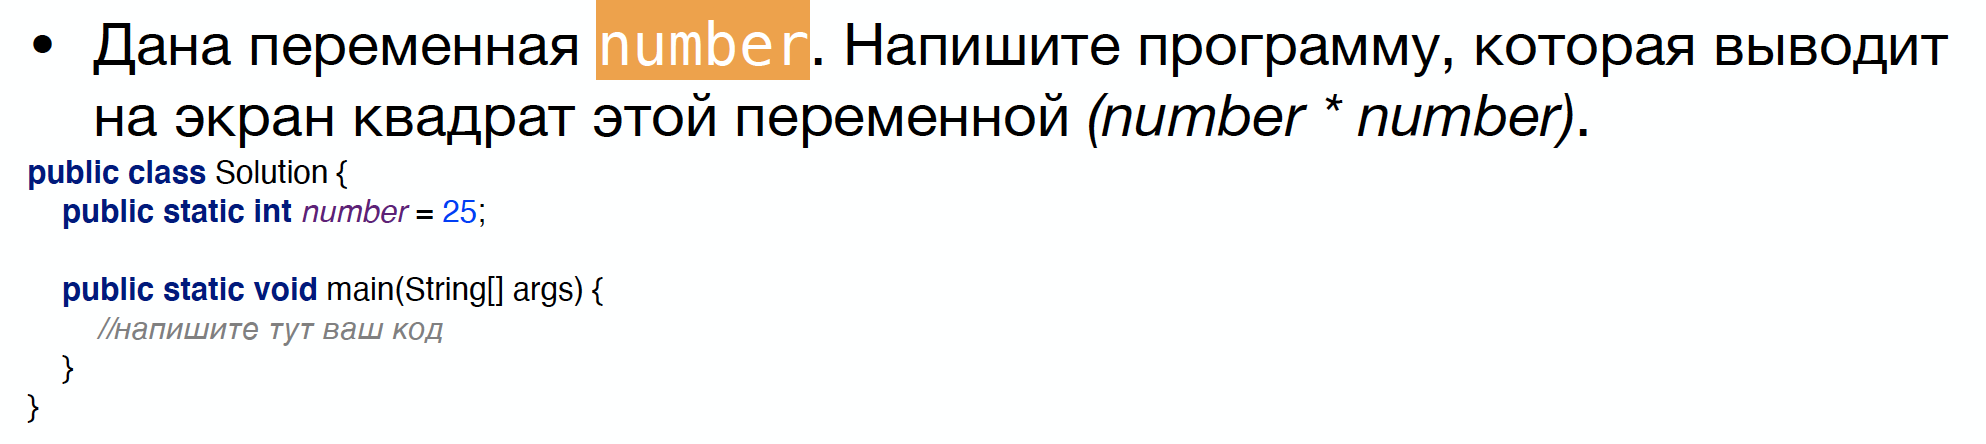 • Дана переменная number. Напишите программу, которая выводит
на экран квадрат этой переменной (number * number).
public class Solution {
public static int number = 25;
public static void main(String[] args) {
//напишите тут ваш код
}
}